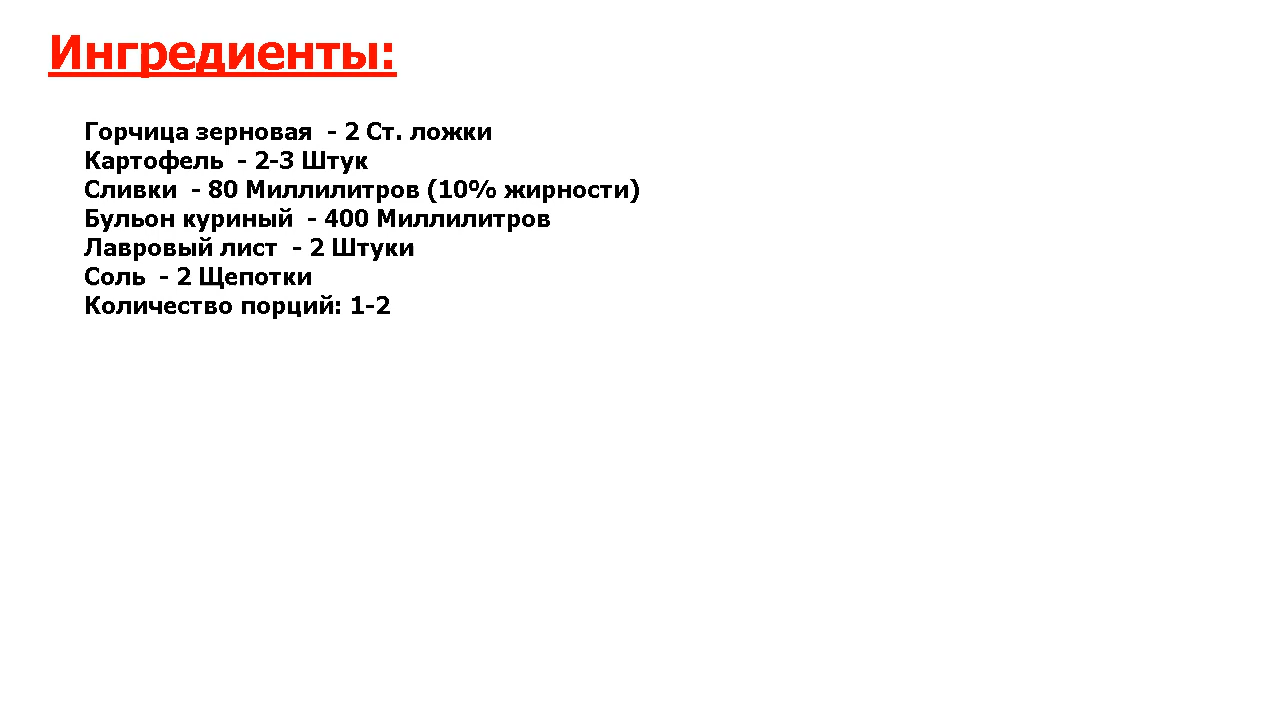 Ингредиенты:
Горчица зерновая  - 2 Ст. ложки
Картофель  - 2-3 Штук
Сливки  - 80 Миллилитров (10% жирности)
Бульон куриный  - 400 Миллилитров
Лавровый лист  - 2 Штуки
Соль  - 2 Щепотки
Количество порций: 1-2